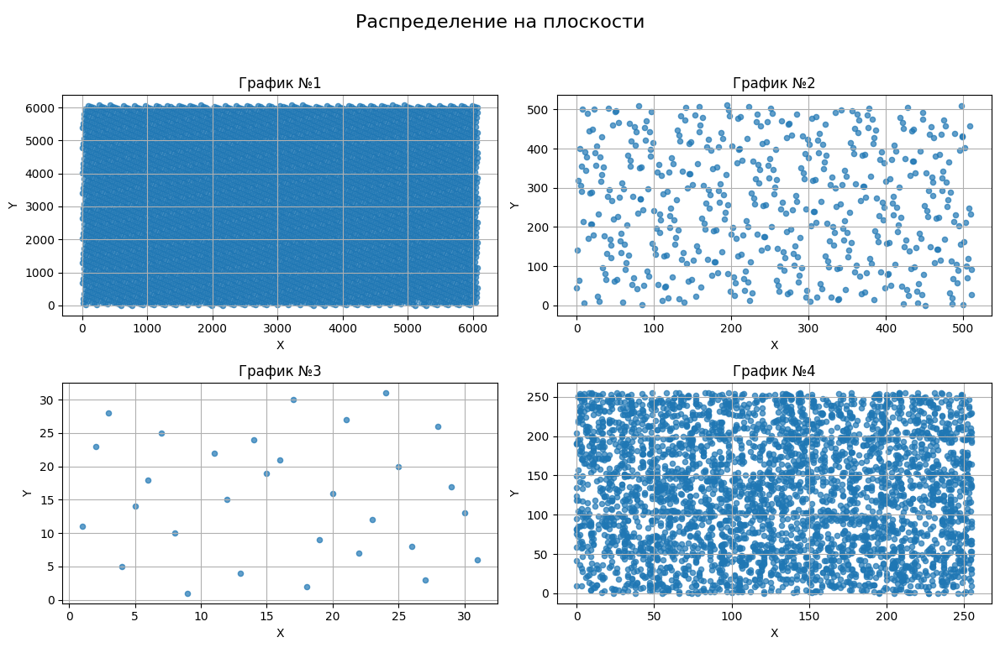 Распределение на плоскости
График №1
6000
5000
4000
3000
2000
1000
0
Y
0 1000 2000 3000 4000 5000 6000
X
График №2
500
400
300
200
100
0
Y
0 100 200 300 400 500
X
График №3
30
25
20
15
10
5
0
Y
0 5 10 15 20 25 30
X
График №4
250
200
150
100
50
0
Y
0 50 100 150 200 250
X